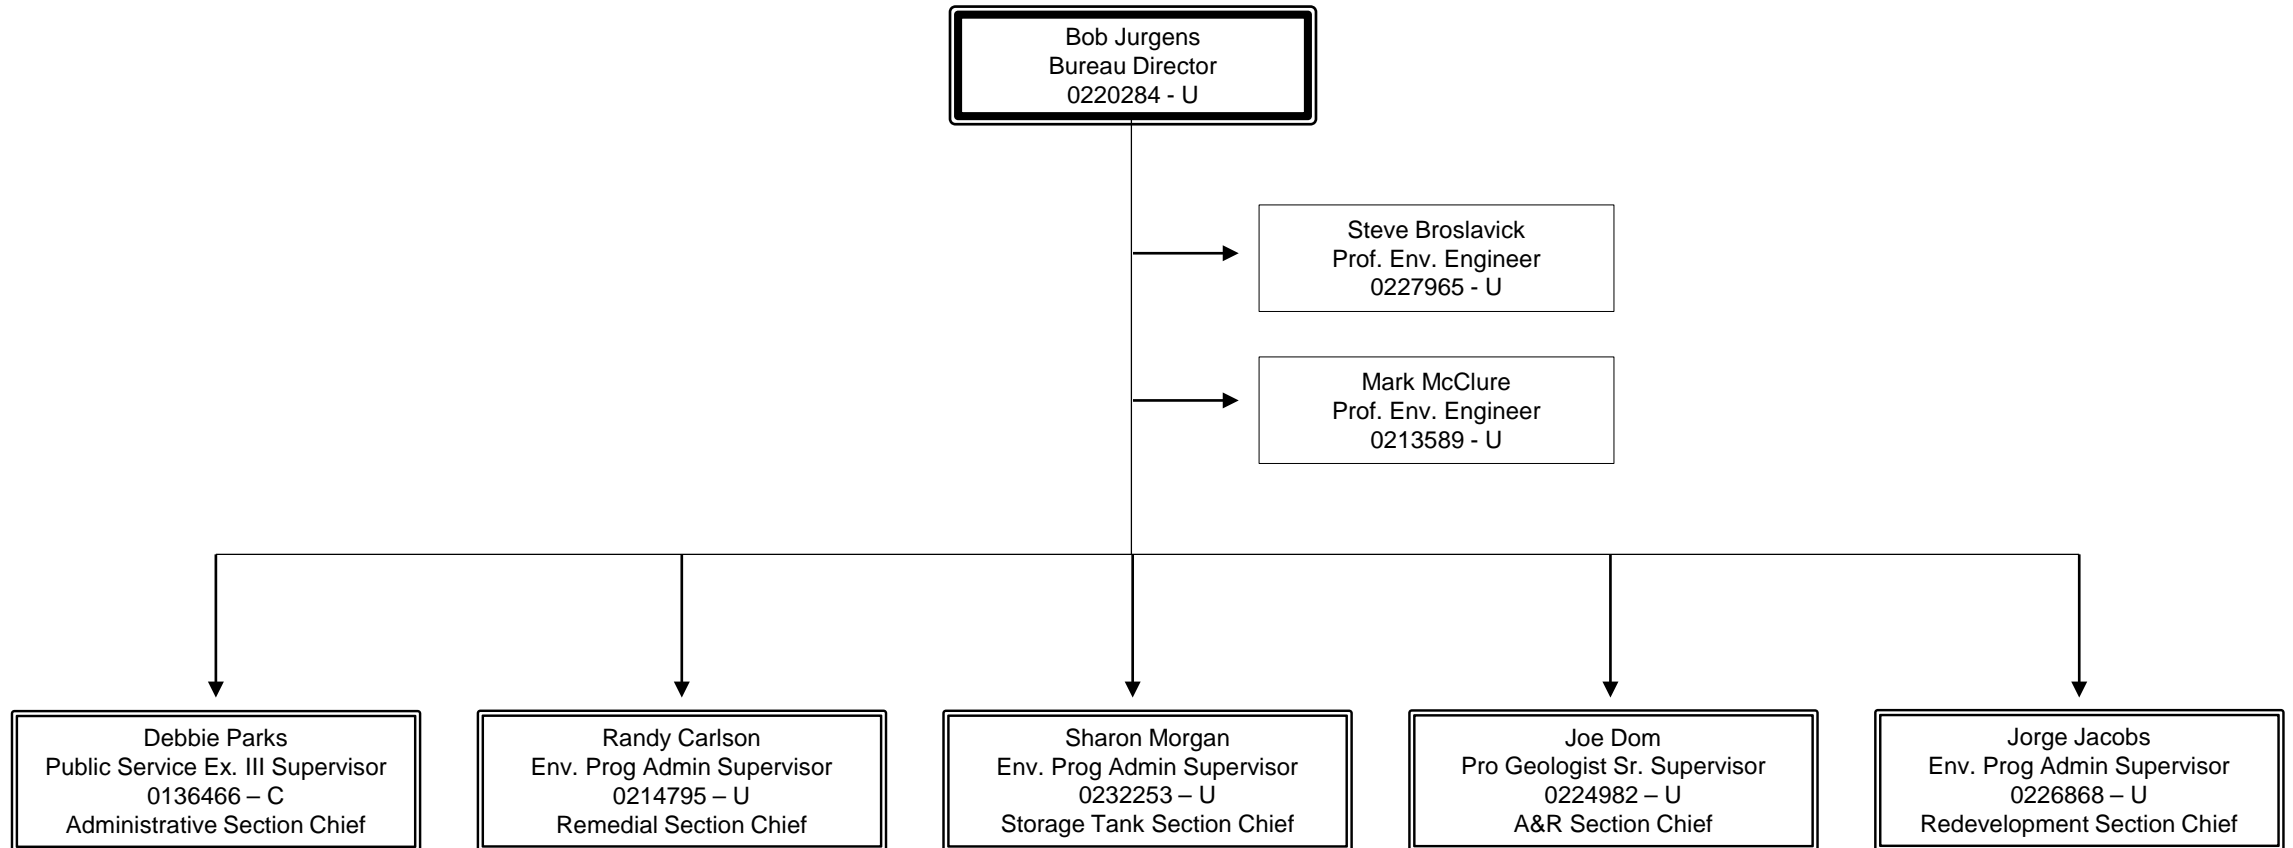 Bob Jurgens
Bureau Director
0220284 - U
Steve Broslavick
Prof. Env. Engineer
0227965 - U
Mark McClure
Prof. Env. Engineer
0213589 - U
Debbie Parks
Public Service Ex. III Supervisor
0136466 – C
Administrative Section Chief
Randy Carlson
Env. Prog Admin Supervisor
0214795 – U
Remedial Section Chief
Sharon Morgan
Env. Prog Admin Supervisor
0232253 – U
Storage Tank Section Chief
Joe Dom
Pro Geologist Sr. Supervisor
0224982 – U
A&R Section Chief
Jorge Jacobs
Env. Prog Admin Supervisor
0226868 – U
Redevelopment Section Chief